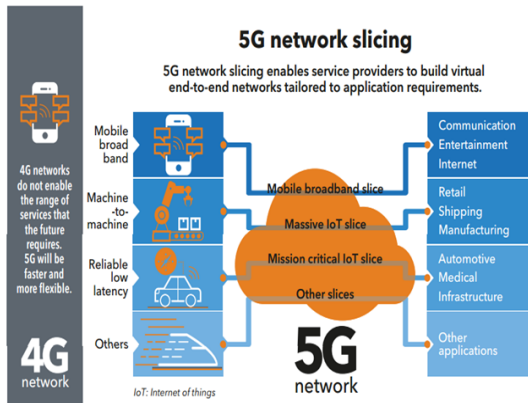 5G network slicing
5G network slicing enables service providers to build virtual
end-to-end networks tailored to application requirements.
4G networks
do not enable
the range of
services that
the future
requires.
5G will be
faster and
more flexible.
4G
network
Mobile
broad
band
Machine
-to-
machine
Reliable
low
latency
Others
Mobile broadband slice
Massive IoT slice
Mission critical IoT slice
Other slices
5G
network
Communication
Entertainment
Internet
Retail
Shipping
Manufacturing
Automotive
Medical
Infrastructure
Other
applications
IoT: Internet of things